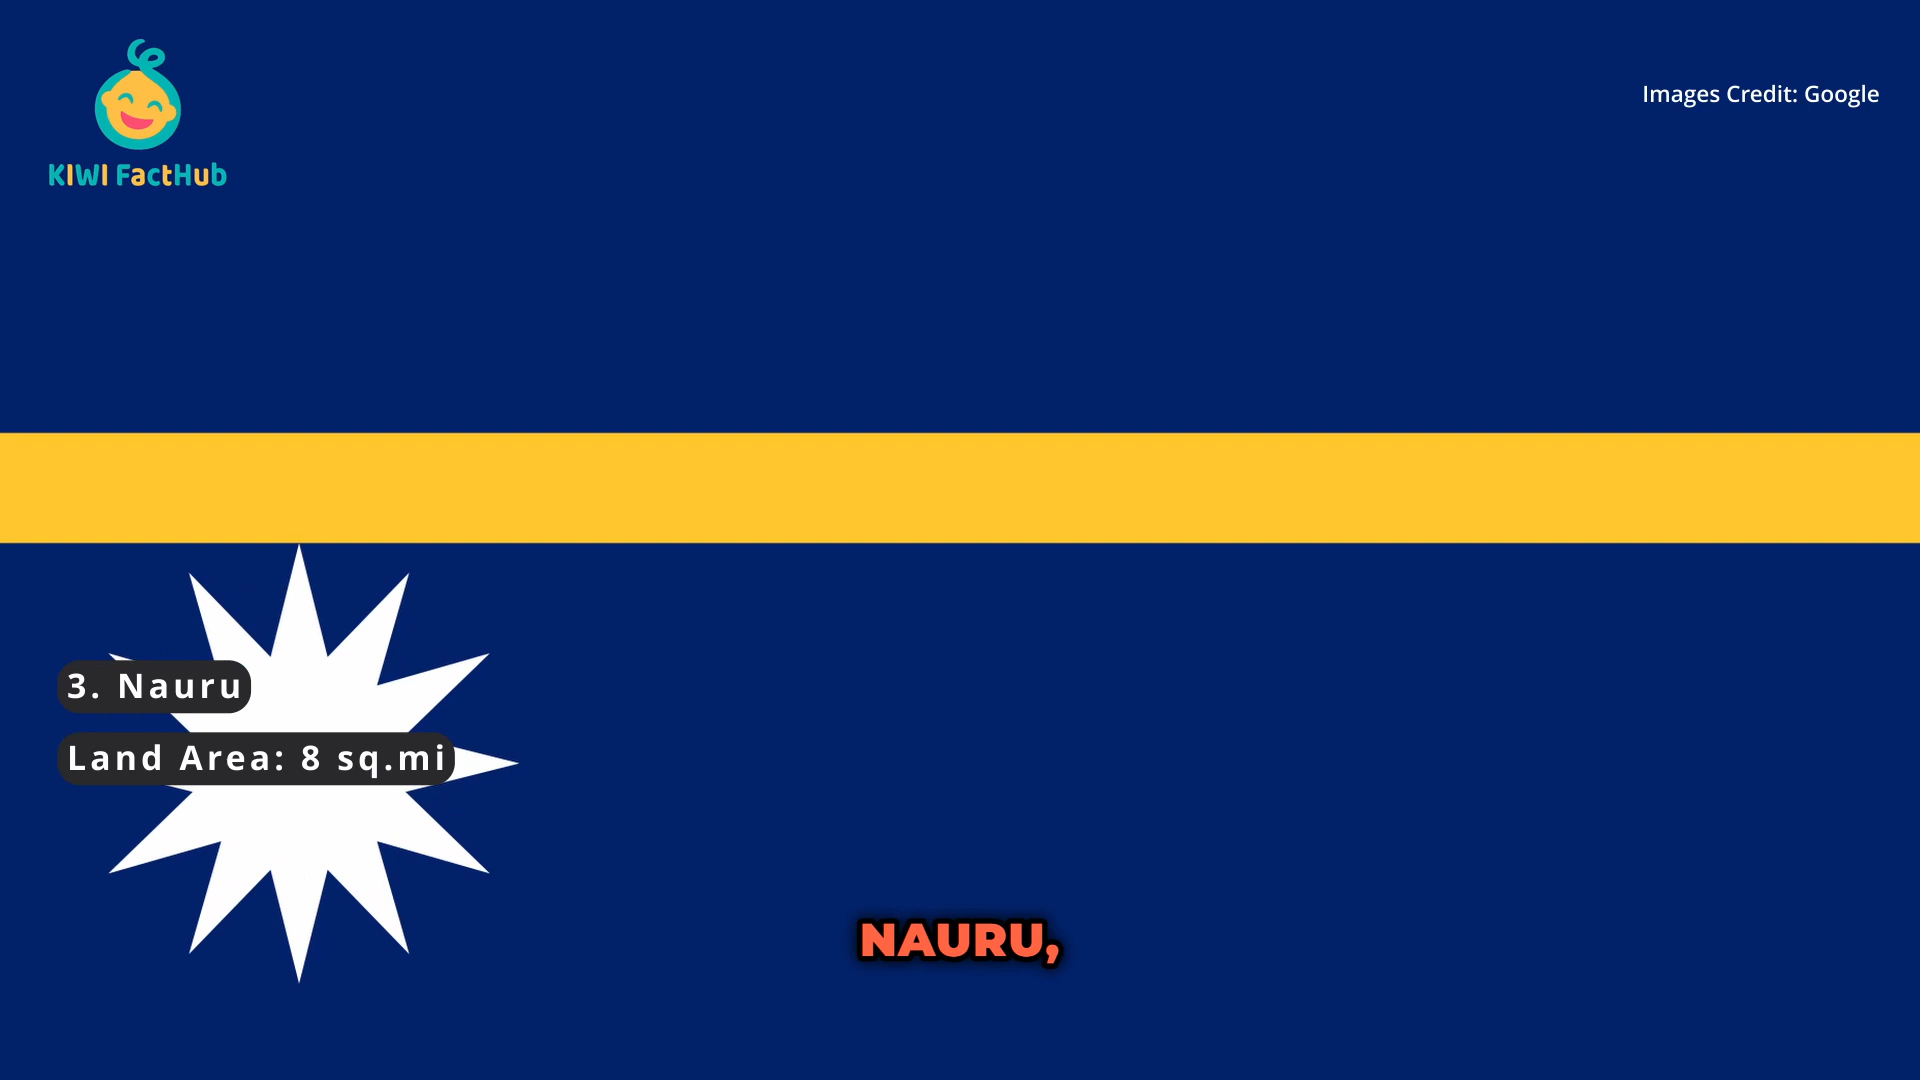 Images Credit: Google
KIWI FactHub
3. Nauru
Land Area: 8 sq.mi
NAURU,